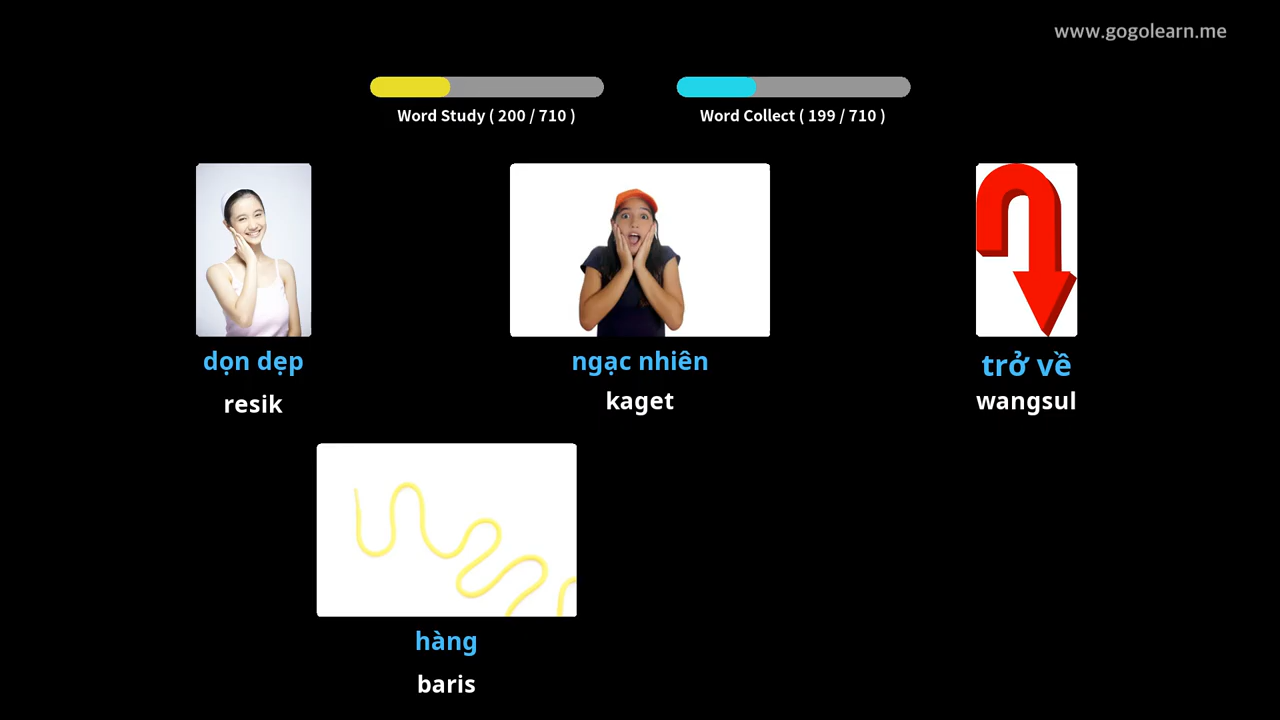 www.gogolearn.me
Word Study ( 200 / 710 )
Word Collect ( 199 / 710 )
dọn dẹp
resik
ngạc nhiên
kaget
trở về
wangsul
hàng
baris